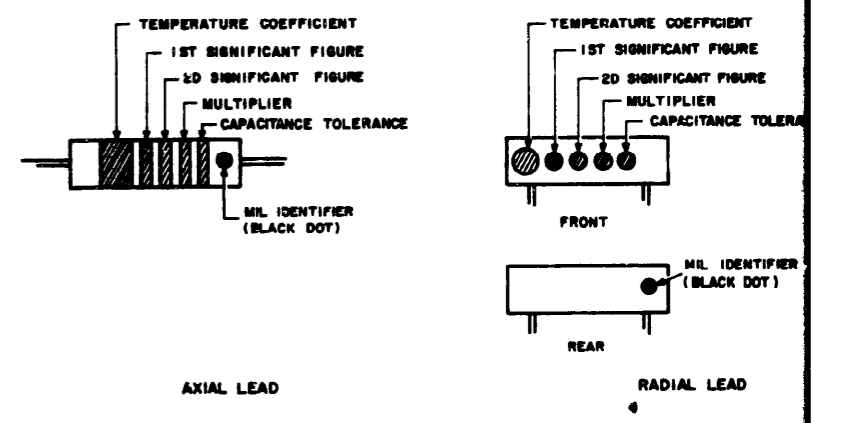 TEMPERATURE COEFFICIENT
1ST SIGNIFICANT FIGURE
2D SIGNIFICANT FIGURE
MULTIPLIER
CAPACITANCE TOLERANCE
MIL IDENTIFIER
(BLACK DOT)
AXIAL LEAD
TEMPERATURE COEFFICIENT
1ST SIGNIFICANT FIGURE
2D SIGNIFICANT FIGURE
MULTIPLIER
CAPACITANCE TOLERA
FRONT
MIL IDENTIFIER
(BLACK DOT)
REAR
RADIAL LEAD